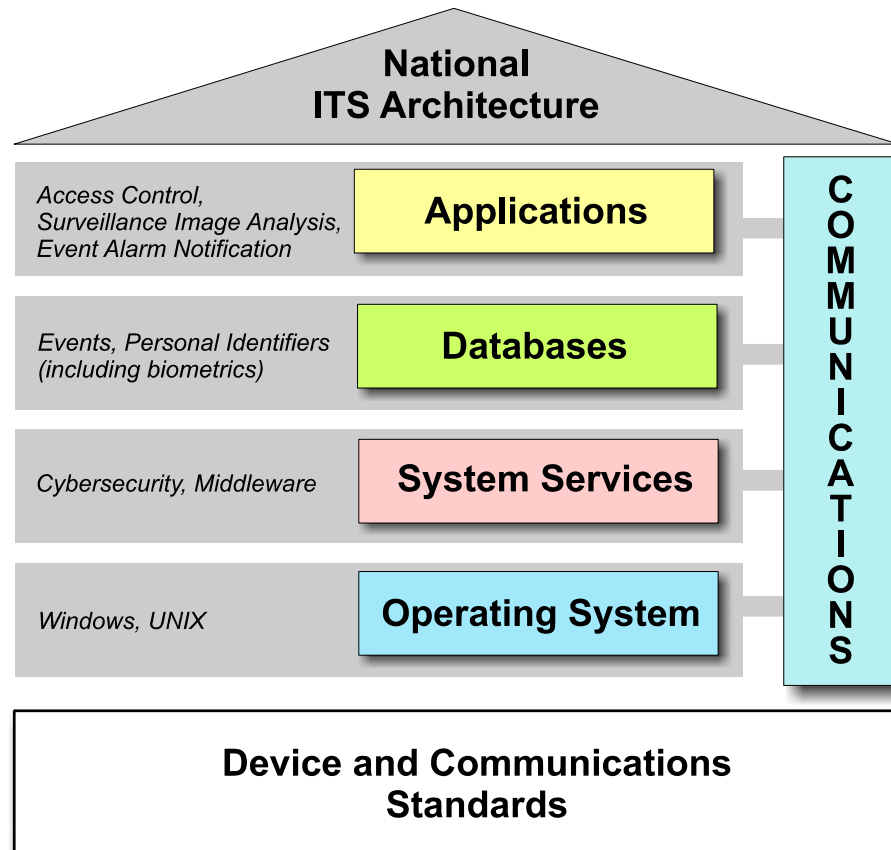 National
ITS Architecture
Access Control,
Surveillance Image Analysis,
Event Alarm Notification
Applications
Events, Personal Identifiers
(including biometrics)
Databases
Cybersecurity, Middleware
System Services
Windows, UNIX
Operating System
COMMUNICATIONS
Device and Communications
Standards